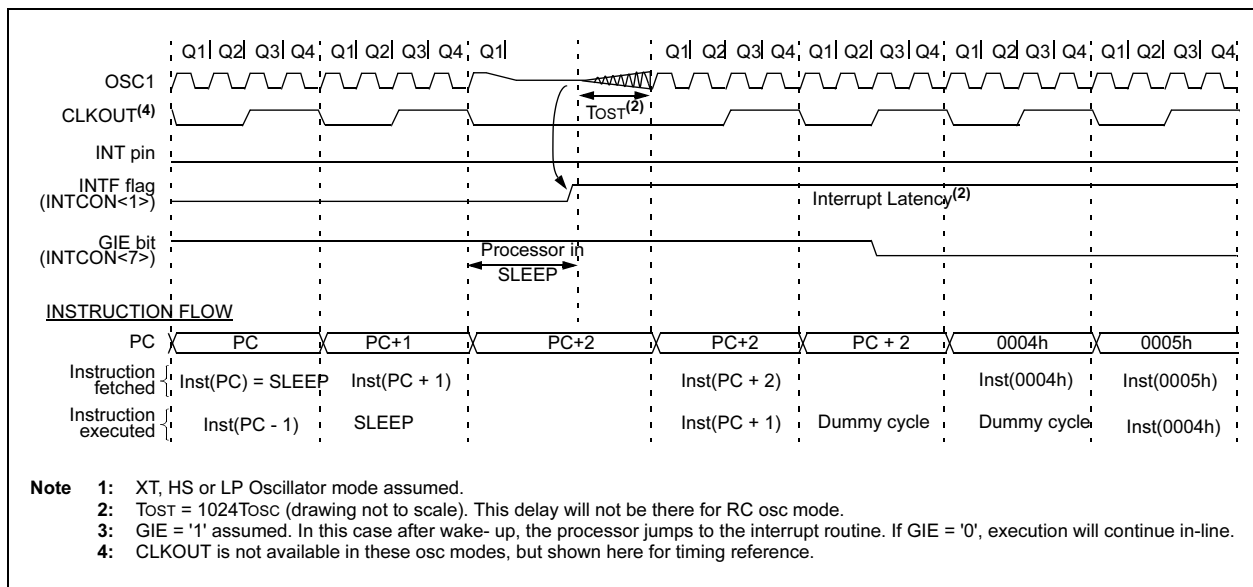 Q1 Q2 Q3 Q4 Q1 Q2 Q3 Q4 Q1 Q1 Q2 Q3 Q4 Q1 Q2 Q3 Q4 Q1 Q2 Q3 Q4 Q1 Q2 Q3 Q4
OSC1
TOST(2)
CLKOUT(4)
INT pin
INTF flag
(INTCON<1>)
Interrupt Latency(2)
GIE bit
(INTCON<7>)
Processor in
SLEEP
INSTRUCTION FLOW
PC PC PC+1 PC+2 PC+2 PC + 2 0004h 0005h
Instruction
fetched
Inst(PC) = SLEEP Inst(PC + 1) Inst(PC + 2) Inst(0004h) Inst(0005h)
Instruction
executed
Inst(PC - 1) SLEEP Inst(PC + 1) Dummy cycle Dummy cycle Inst(0004h)
Note 1: XT, HS or LP Oscillator mode assumed.
2: TOST = 1024TOSC (drawing not to scale). This delay will not be there for RC osc mode.
3: GIE = '1' assumed. In this case after wake- up, the processor jumps to the interrupt routine. If GIE = '0', execution will continue in-line.
4: CLKOUT is not available in these osc modes, but shown here for timing reference.